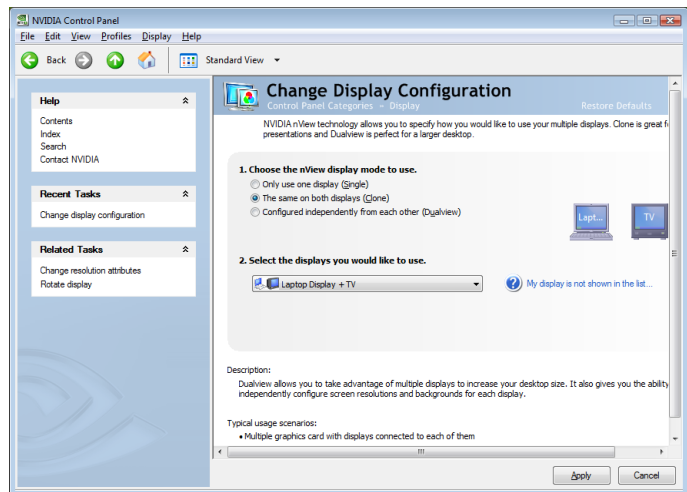 NVIDIA Control Panel
File Edit View Profiles Display Help
Back Standard View
Help
Contents
Index
Search
Contact NVIDIA
Recent Tasks
Change display configuration
Related Tasks
Change resolution attributes
Rotate display
Change Display Configuration
Control Panel Categories – Display Restore Defaults
NVIDIA nView technology allows you to specify how you would like to use your multiple displays. Clone is great f
presentations and Dualview is perfect for a larger desktop.
1. Choose the nView display mode to use.
Only use one display (Single)
The same on both displays (Clone)
Configured independently from each other (Dualview)
Lapt... TV
2. Select the displays you would like to use.
Laptop Display + TV
My display is not shown in the list...
Description:
Dualview allows you to take advantage of multiple displays to increase your desktop size. It also gives you the ability
independently configure screen resolutions and backgrounds for each display.
Typical usage scenarios:
• Multiple graphics card with displays connected to each of them
Apply Cancel